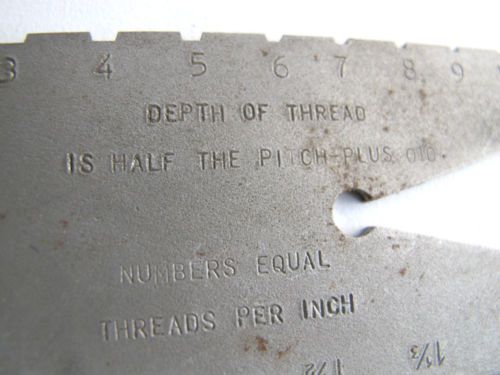 3 4 5 6 7 8 9
DEPTH OF THREAD
IS HALF THE PITCH PLUS 010.
NUMBERS EQUAL
THREADS PER INCH
1/2 1 1/3